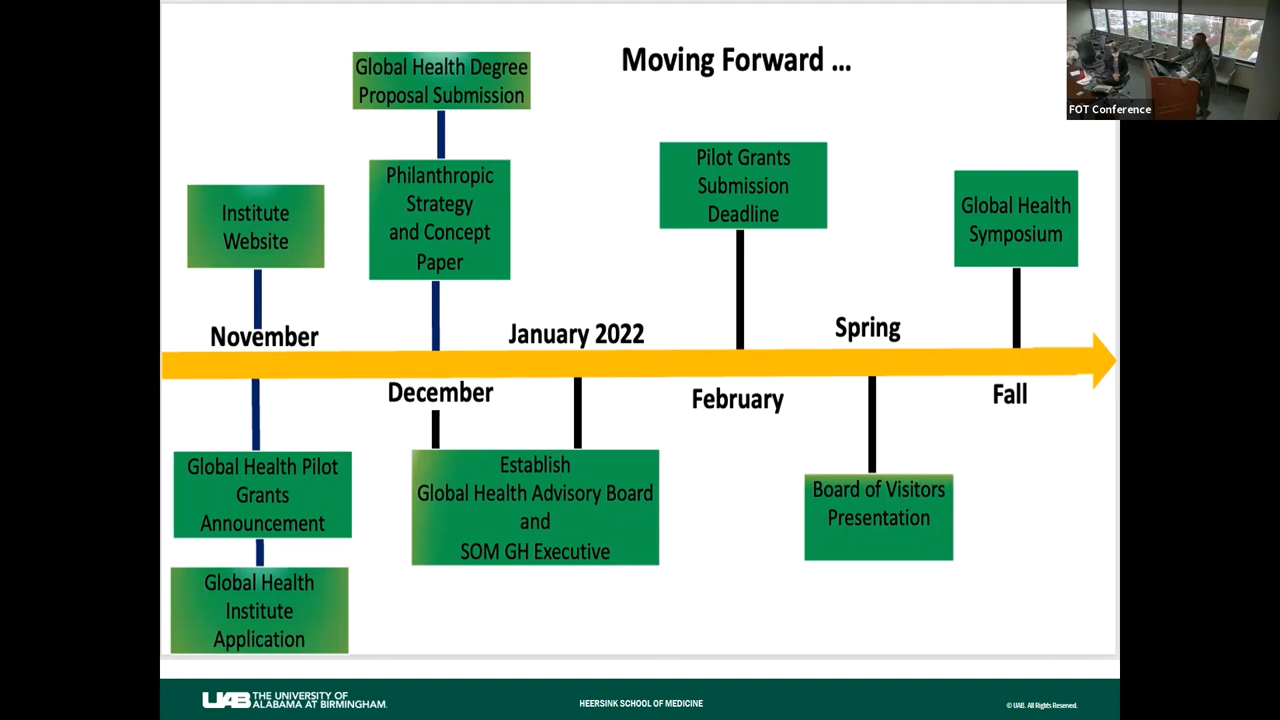 Moving Forward ...
FOT Conference
Global Health Degree
Proposal Submission
Philanthropic
Strategy
and Concept
Paper
Institute
Website
Pilot Grants
Submission
Deadline
Global Health
Symposium
November
January 2022
Spring
December
February
Fall
Global Health Pilot
Grants
Announcement
Establish
Global Health Advisory Board
and
SOM GH Executive
Board of Visitors
Presentation
Global Health
Institute
Application
UAB THE UNIVERSITY OF
ALABAMA AT BIRMINGHAM.
HEERSINK SCHOOL OF MEDICINE
© UAB. All Rights Reserved.